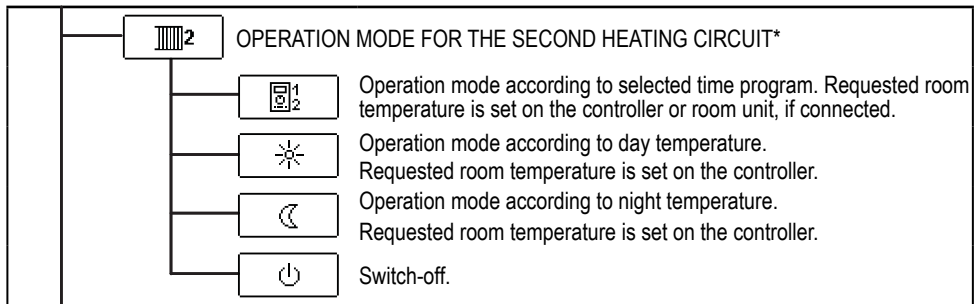 2 OPERATION MODE FOR THE SECOND HEATING CIRCUIT*
1
2
Operation mode according to selected time program. Requested room
temperature is set on the controller or room unit, if connected.
Operation mode according to day temperature.
Requested room temperature is set on the controller.
Operation mode according to night temperature.
Requested room temperature is set on the controller.
Switch-off.